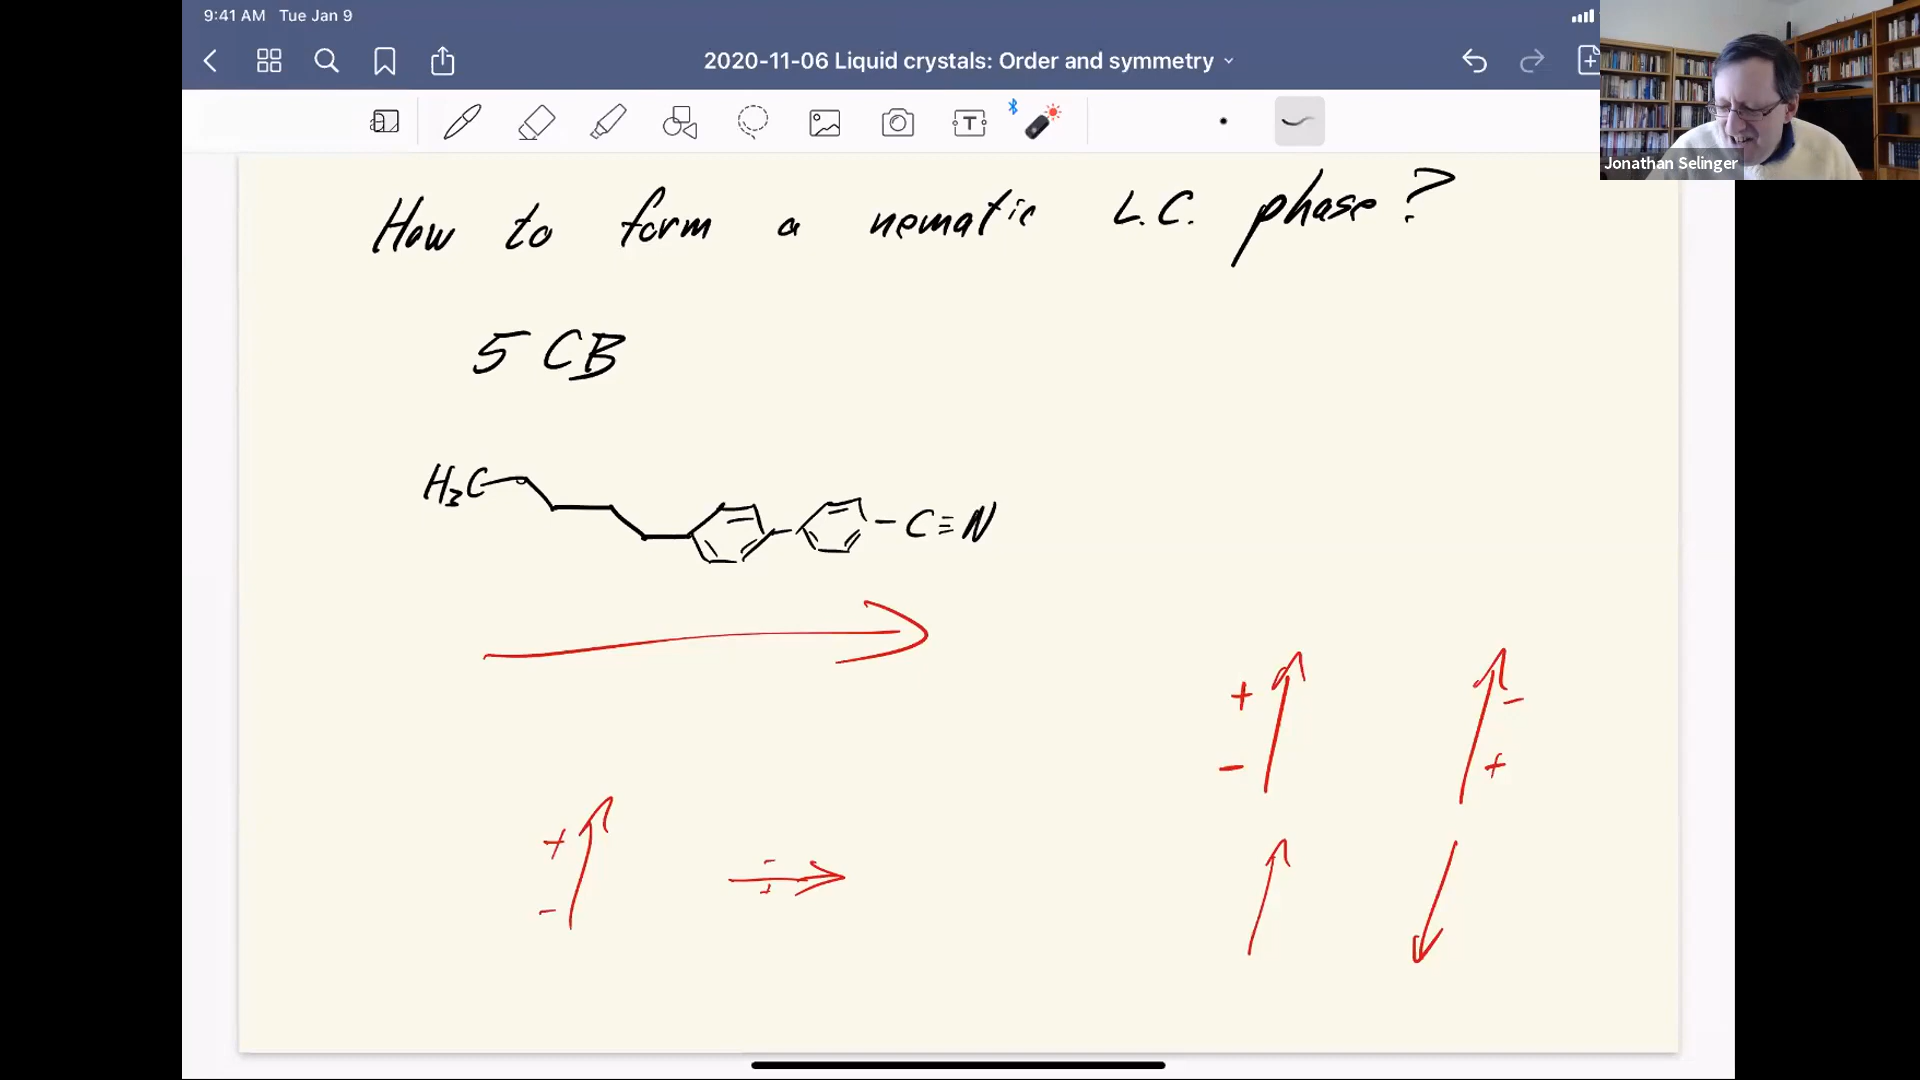 9:41 AM Tue Jan 9
2020-11-06 Liquid crystals: Order and symmetry
Jonathan Selinger
How to form a nematic L.C. phase?
5 CB
H₃C - C≡N
+ -
- +
+
- +
-